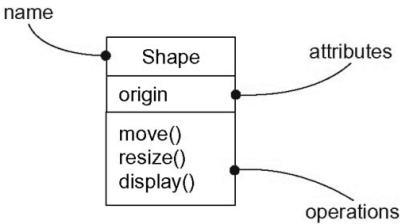 name
Shape
attributes
origin
move()
resize()
display()
operations